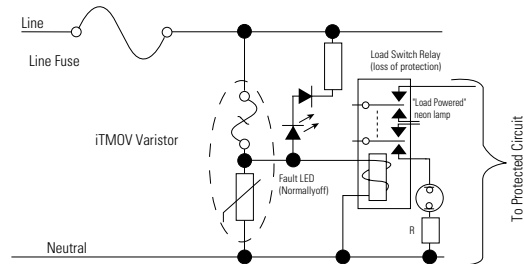 Line
Line Fuse
Load Switch Relay
(loss of protection)
"Load Powered"
neon lamp
iTMOV Varistor
Fault LED
(Normallyoff)
R
To Protected Circuit
Neutral